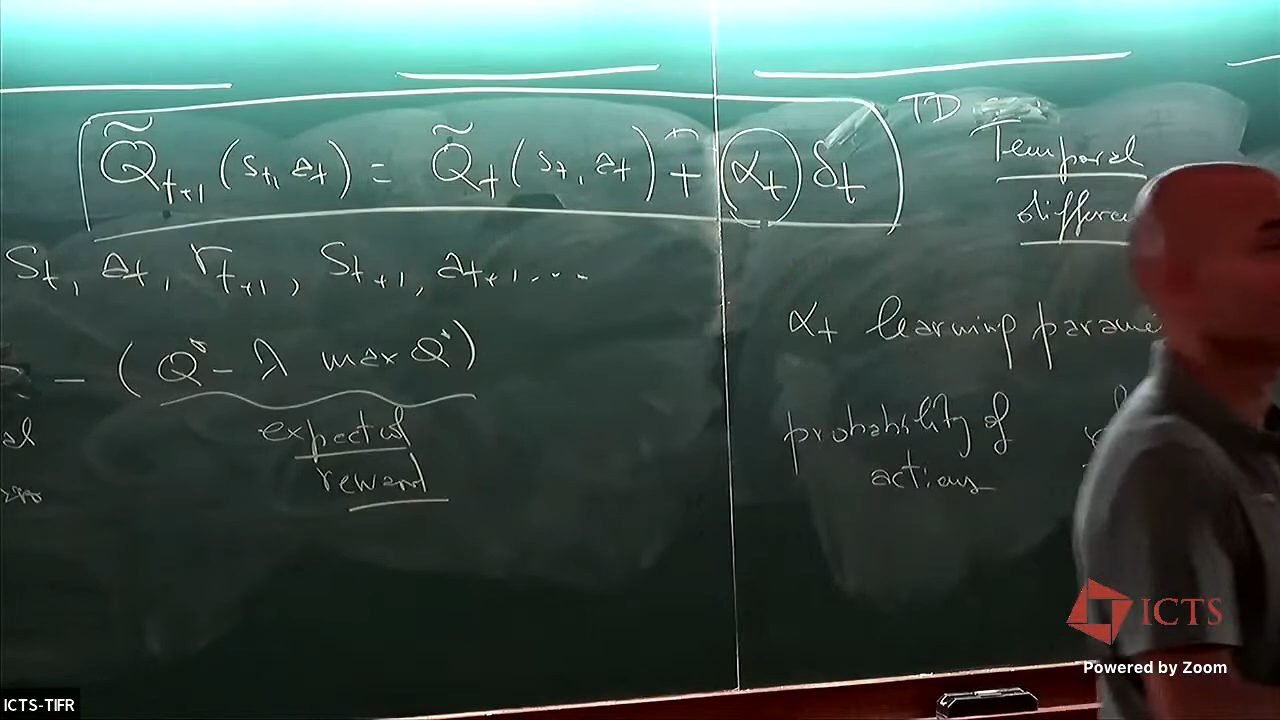 Q̃ₜ₊₁ (sₜ, aₜ) = Q̃ₜ (sₜ, aₜ) + αₜ δₜ
Sₜ, aₜ, rₜ₊₁, Sₜ₊₁, aₜ₊₁, ...
– ( Q* – λ max Q* )
expected
reward
TD
Temporal
differe
αₜ learning parame
probability of
actions
ICTS
Powered by Zoom
ICTS-TIFR